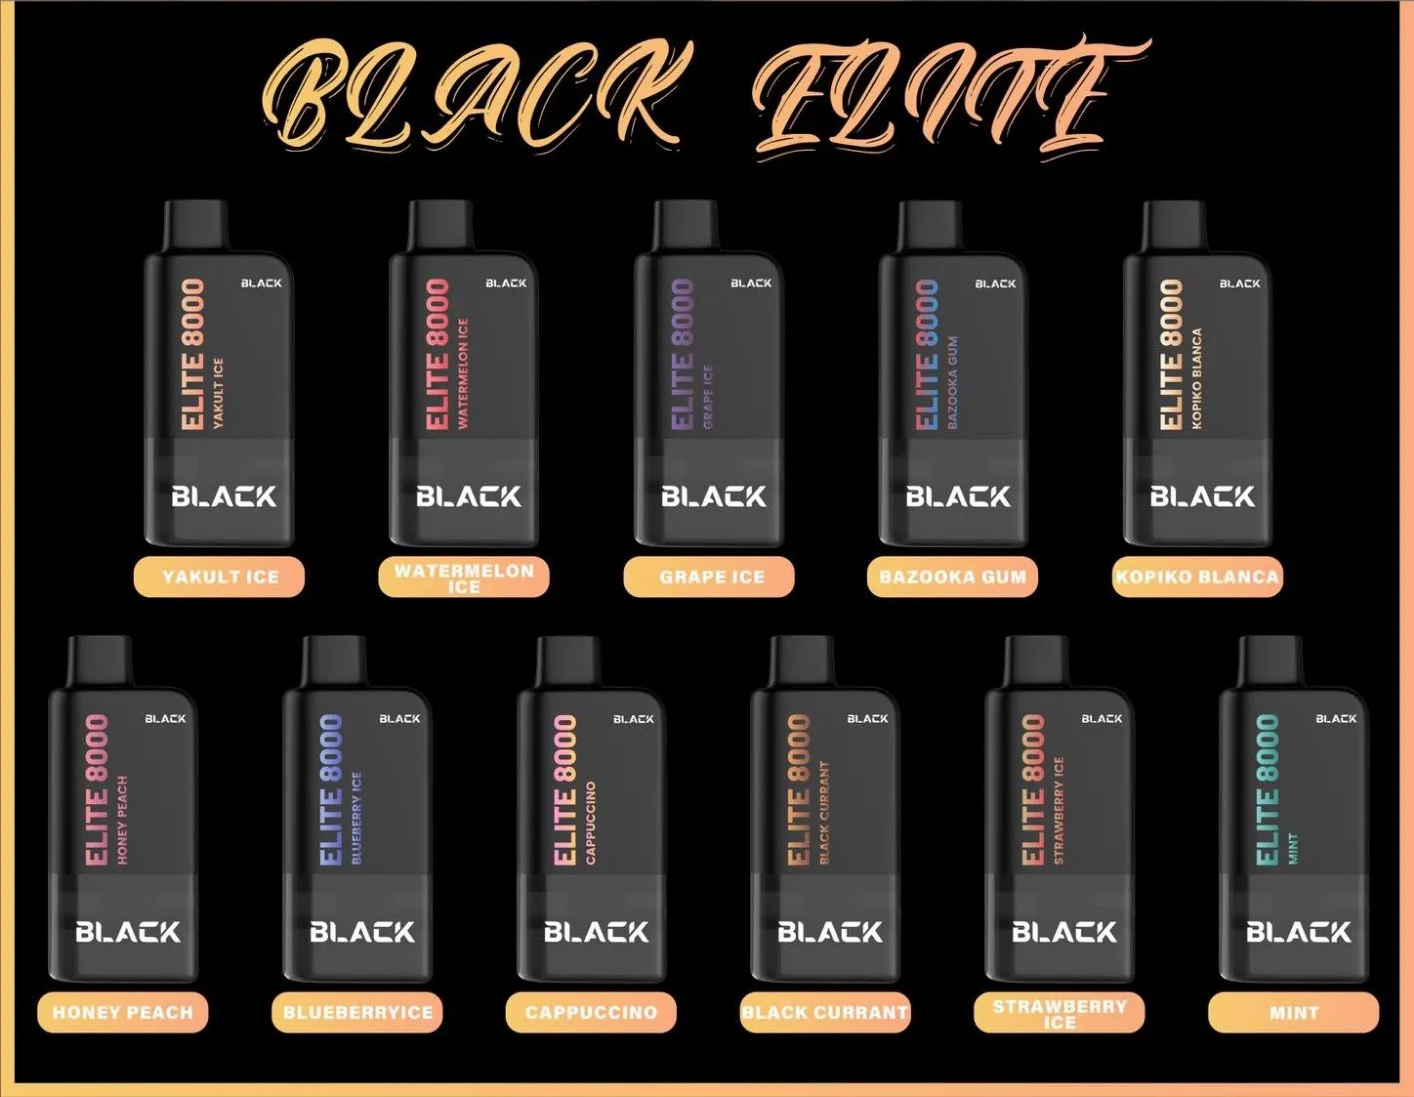 BLACK ELITE
ELITE 8000
YAKULT ICE
BLACK
BLACK
YAKULT ICE
ELITE 8000
WATERMELON ICE
BLACK
BLACK
WATERMELON
ICE
ELITE 8000
GRAPE ICE
BLACK
BLACK
GRAPE ICE
ELITE 8000
BAZOOKA GUM
BLACK
BLACK
BAZOOKA GUM
ELITE 8000
KOPIKO BLANCA
BLACK
BLACK
KOPIKO BLANCA
ELITE 8000
HONEY PEACH
BLACK
BLACK
HONEY PEACH
ELITE 8000
BLUEBERRY ICE
BLACK
BLACK
BLUEBERRYICE
ELITE 8000
CAPPUCCINO
BLACK
BLACK
CAPPUCCINO
ELITE 8000
BLACK CURRANT
BLACK
BLACK
BLACK CURRANT
ELITE 8000
STRAWBERRY ICE
BLACK
BLACK
STRAWBERRY
ICE
ELITE 8000
MINT
BLACK
BLACK
MINT